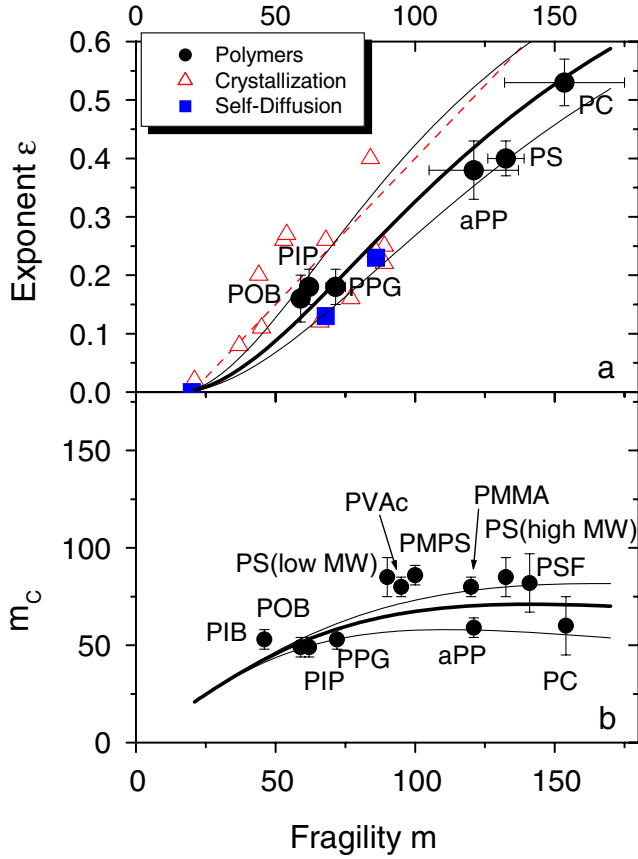 0 50 100 150
Polymers
Crystallization
Self-Diffusion
0.6
0.5
0.4
0.3
0.2
0.1
0.0
Exponent ε
PC
PS
aPP
PIP
POB
PPG
a
150
100
50
0
m_C
PVAc
PMMA
PS(low MW)
PMPS
PS(high MW)
PSF
POB
PIB
PIP
PPG
aPP
PC
b
0 50 100 150
Fragility m